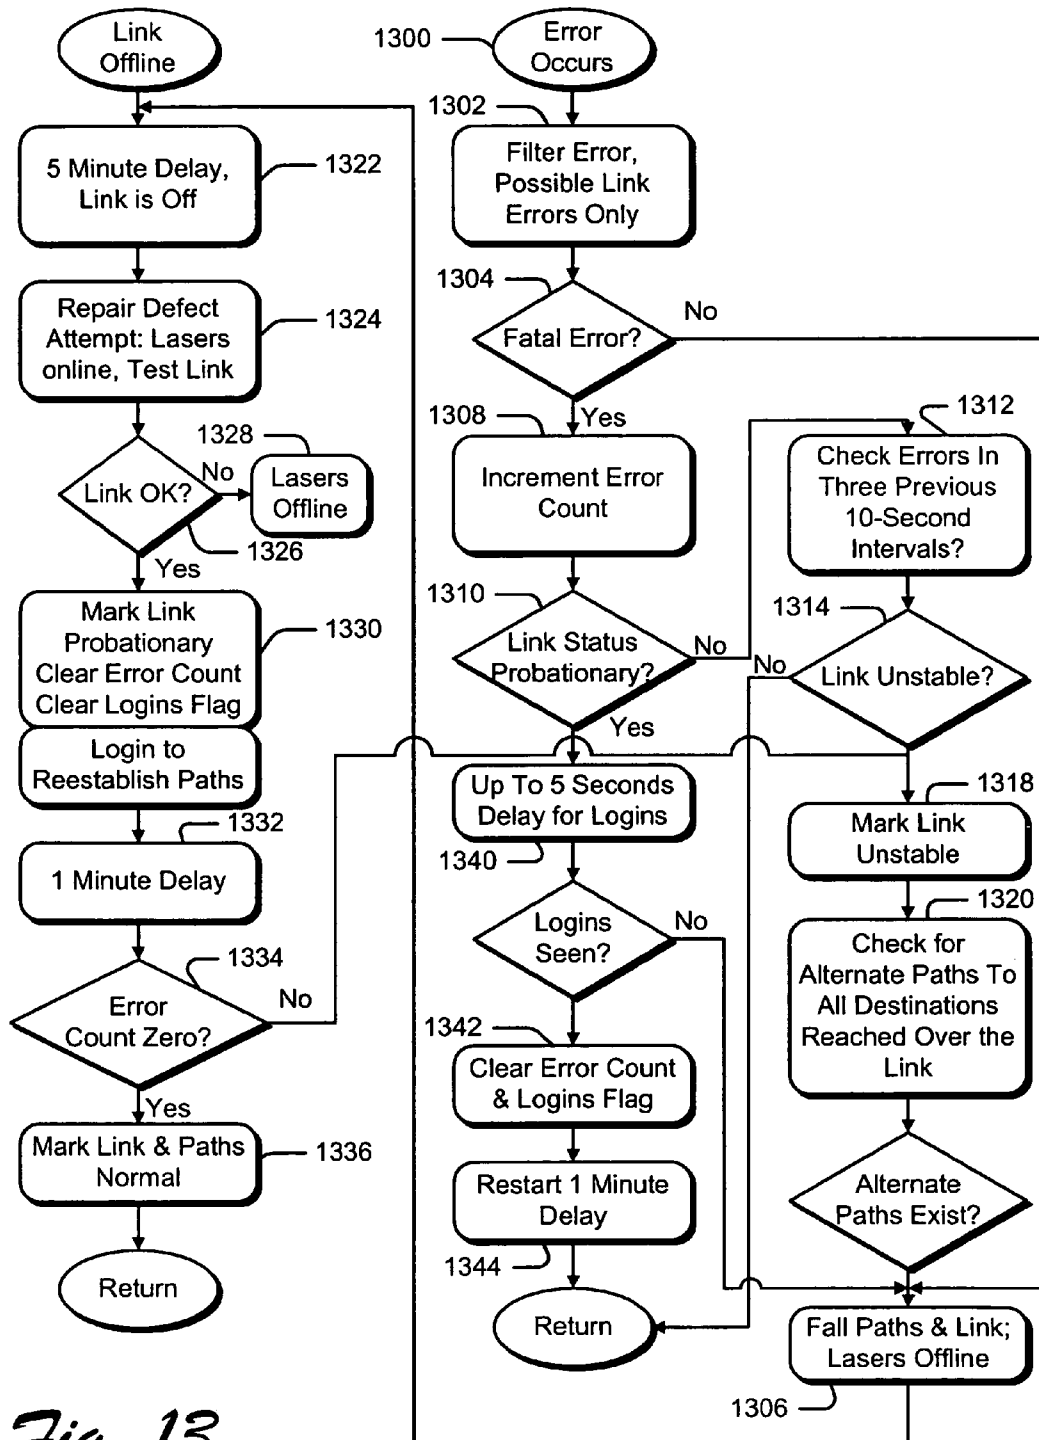 Link
Offline
5 Minute Delay,
Link is Off
1322
Repair Defect
Attempt: Lasers
online, Test Link
1324
Link OK?
1326
No
1328
Lasers
Offline
Yes
Mark Link
Probationary
Clear Error Count
Clear Logins Flag
1330
Login to
Reestablish Paths
1332
1 Minute Delay
1334
Error
Count Zero?
No
Yes
Mark Link & Paths
Normal
1336
Return
1300
Error
Occurs
1302
Filter Error,
Possible Link
Errors Only
1304
Fatal Error?
No
Yes
1308
Increment Error
Count
1310
Link Status
Probationary?
No
Yes
Up To 5 Seconds
Delay for Logins
1340
Logins
Seen?
No
1342
Clear Error Count
& Logins Flag
Restart 1 Minute
Delay
1344
Return
1312
Check Errors In
Three Previous
10-Second
Intervals?
1314
Link Unstable?
No
1318
Mark Link
Unstable
1320
Check for
Alternate Paths To
All Destinations
Reached Over the
Link
Alternate
Paths Exist?
Fall Paths & Link;
Lasers Offline
1306
Fig. 13